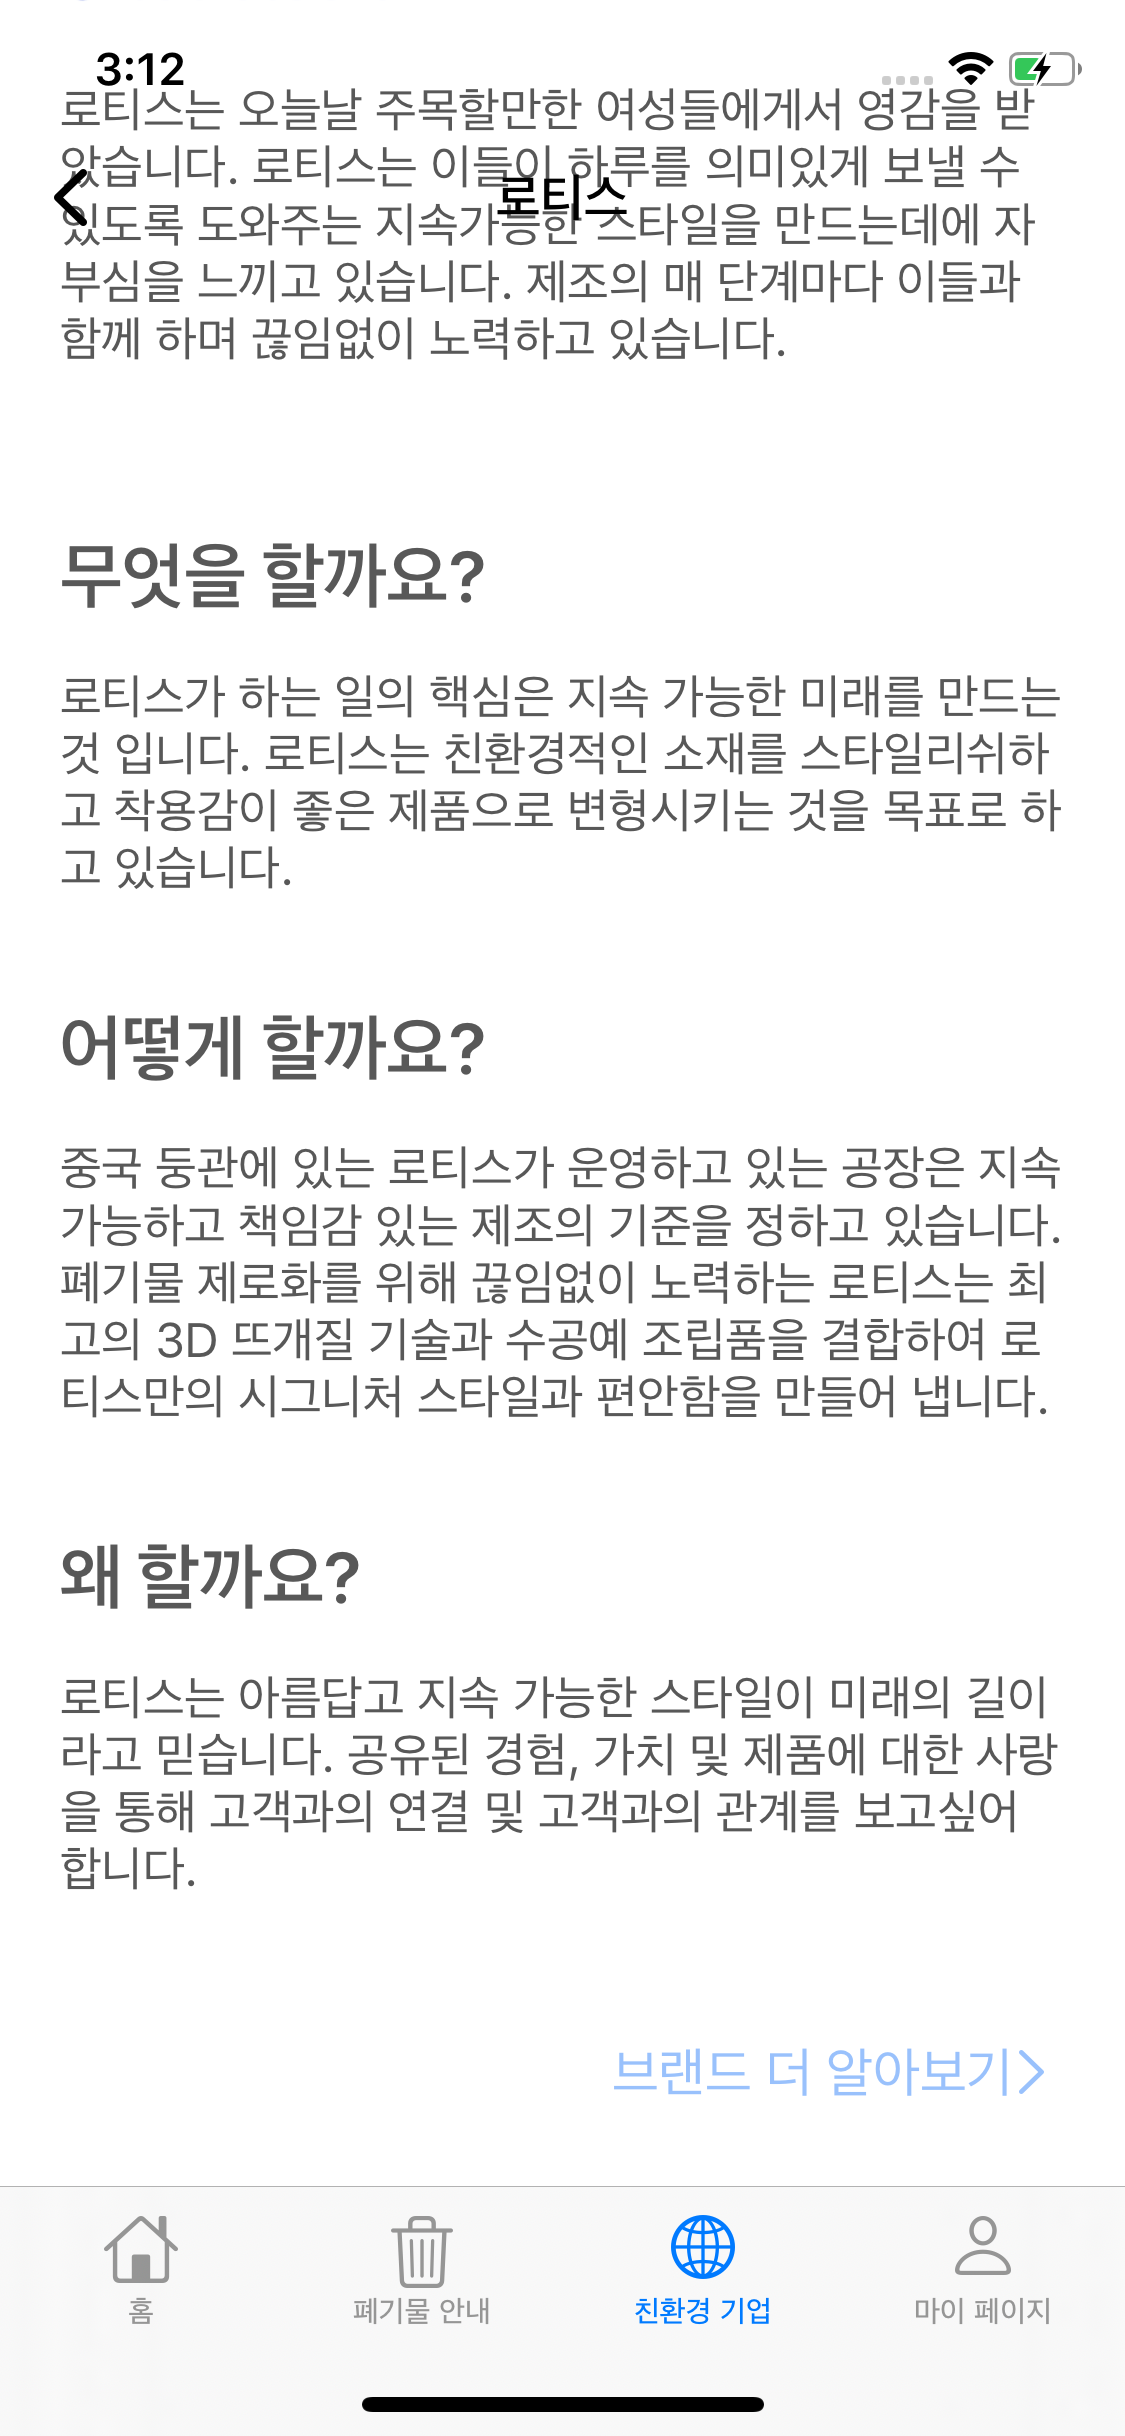 3:12
로티스는 오늘날 주목할만한 여성들에게서 영감을 받
았습니다. 로티스는 이들이 하루를 의미있게 보낼 수
로티스
있도록 도와주는 지속가능한 스타일을 만드는데에 자
부심을 느끼고 있습니다. 제조의 매 단계마다 이들과
함께 하며 끊임없이 노력하고 있습니다.
무엇을 할까요?
로티스가 하는 일의 핵심은 지속 가능한 미래를 만드는
것 입니다. 로티스는 친환경적인 소재를 스타일리쉬하
고 착용감이 좋은 제품으로 변형시키는 것을 목표로 하
고 있습니다.
어떻게 할까요?
중국 둥관에 있는 로티스가 운영하고 있는 공장은 지속
가능하고 책임감 있는 제조의 기준을 정하고 있습니다.
폐기물 제로화를 위해 끊임없이 노력하는 로티스는 최
고의 3D 뜨개질 기술과 수공예 조립품을 결합하여 로
티스만의 시그니처 스타일과 편안함을 만들어 냅니다.
왜 할까요?
로티스는 아름답고 지속 가능한 스타일이 미래의 길이
라고 믿습니다. 공유된 경험, 가치 및 제품에 대한 사랑
을 통해 고객과의 연결 및 고객과의 관계를 보고싶어
합니다.
브랜드 더 알아보기
홈
폐기물 안내
친환경 기업
마이 페이지